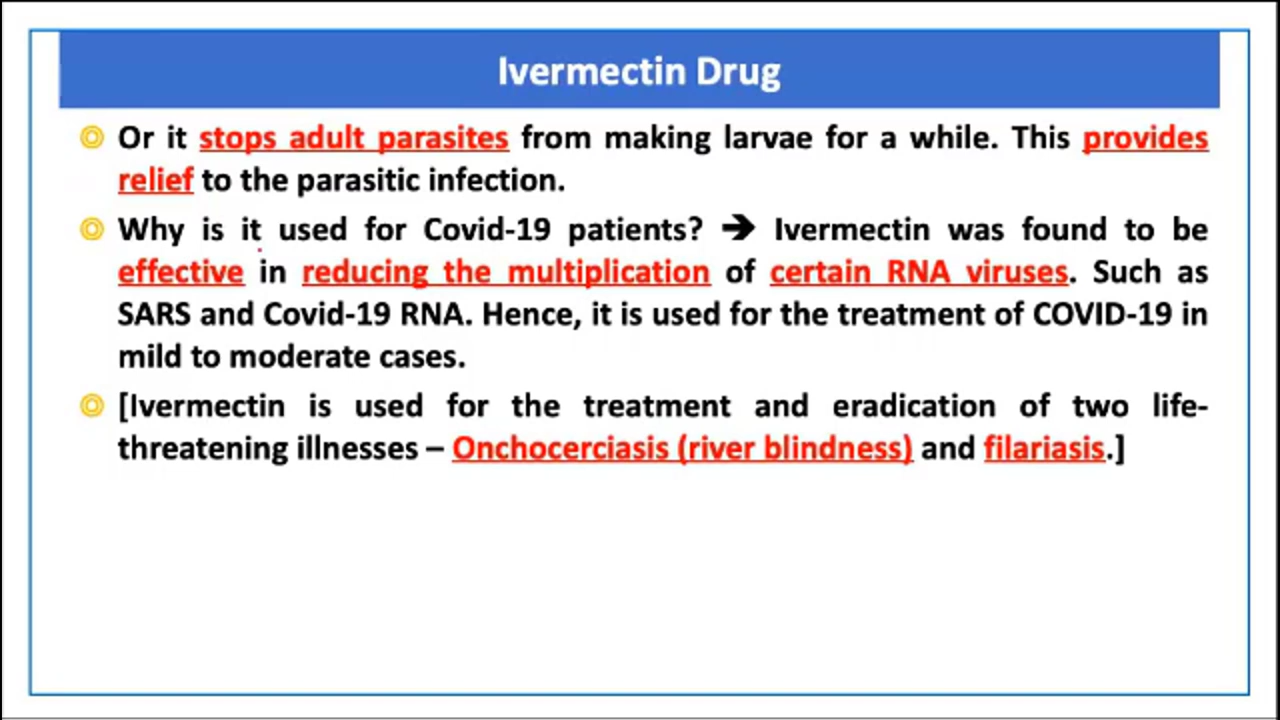 Ivermectin Drug
Or it stops adult parasites from making larvae for a while. This provides
relief to the parasitic infection.
Why is it used for Covid-19 patients? ➔ Ivermectin was found to be
effective in reducing the multiplication of certain RNA viruses. Such as
SARS and Covid-19 RNA. Hence, it is used for the treatment of COVID-19 in
mild to moderate cases.
[Ivermectin is used for the treatment and eradication of two life-
threatening illnesses – Onchocerciasis (river blindness) and filariasis.]